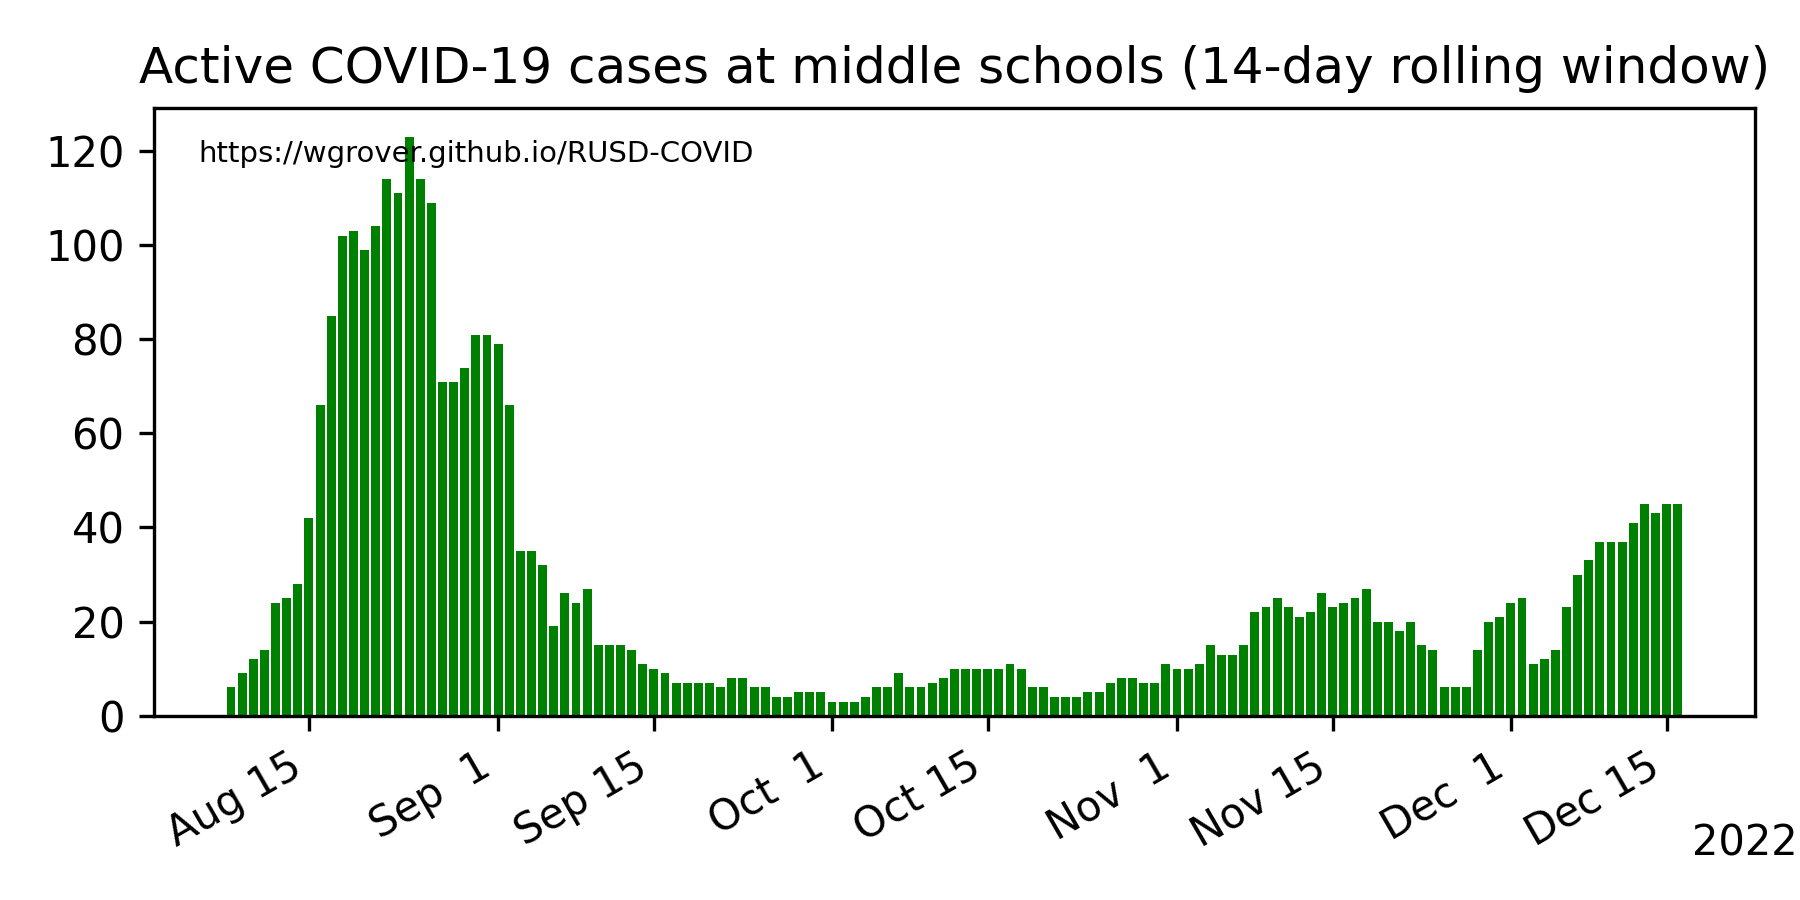 Active COVID-19 cases at middle schools (14-day rolling window)
https://wgrover.github.io/RUSD-COVID
120
100
80
60
40
20
0
Aug 15
Sep 1
Sep 15
Oct 1
Oct 15
Nov 1
Nov 15
Dec 1
Dec 15
2022